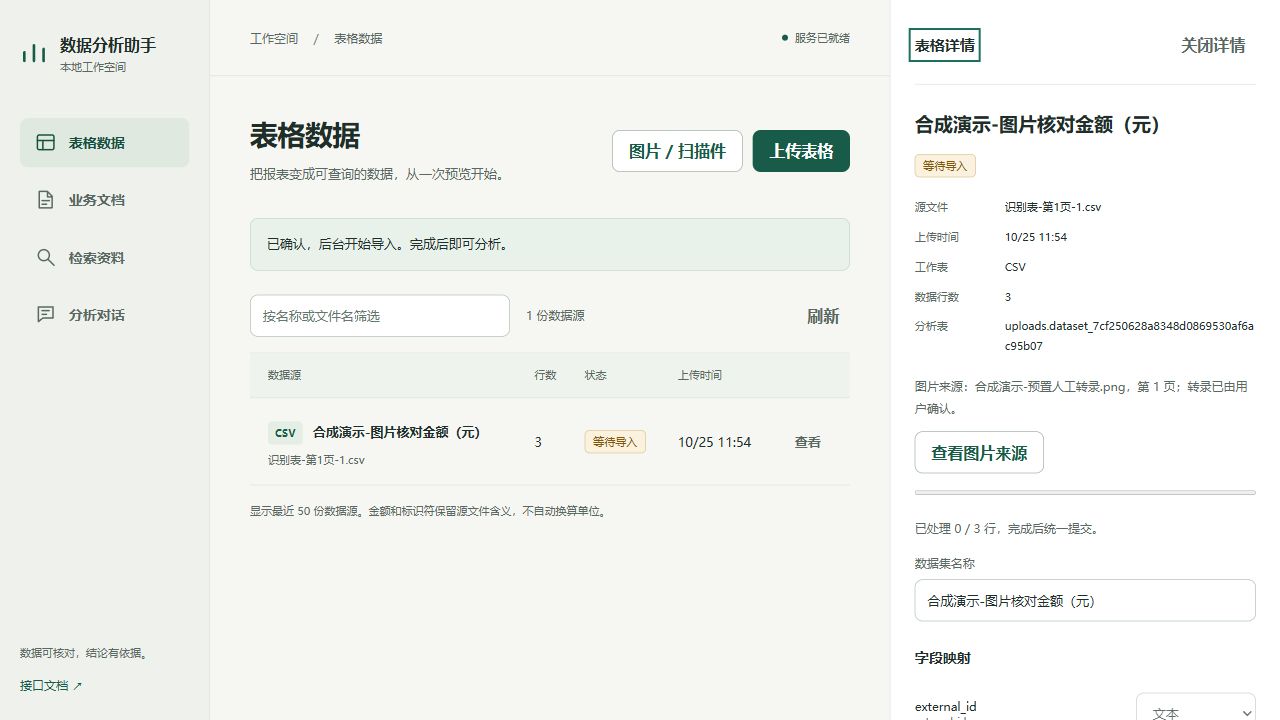 数据分析助手
本地工作空间
表格数据
业务文档
检索资料
分析对话
数据可核对，结论有依据。
接口文档 ↗
工作空间 / 表格数据
服务已就绪
表格数据
把报表变成可查询的数据，从一次预览开始。
图片 / 扫描件
上传表格
已确认，后台开始导入。完成后即可分析。
按名称或文件名筛选
1 份数据源
刷新
数据源 行数 状态 上传时间
CSV 合成演示-图片核对金额（元）
识别表-第1页-1.csv
3 等待导入 10/25 11:54 查看
显示最近 50 份数据源。金额和标识符保留源文件含义，不自动换算单位。
表格详情
关闭详情
合成演示-图片核对金额（元）
等待导入
源文件 识别表-第1页-1.csv
上传时间 10/25 11:54
工作表 CSV
数据行数 3
分析表 uploads.dataset_7cf250628a8348d0869530af6a
c95b07
图片来源：合成演示-预置人工转录.png，第 1 页；转录已由用
户确认。
查看图片来源
已处理 0 / 3 行，完成后统一提交。
数据集名称
合成演示-图片核对金额（元）
字段映射
external_id
文本